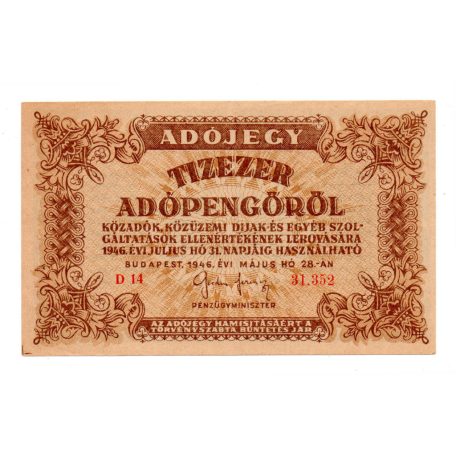 ADÓJEGY
TIZEZER
ADÓPENGŐRŐL
KÖZADÓK, KÖZÜZEMI DIJAK-ÉS EGYÉB SZOL-
GÁLTATÁSOK ELLENÉRTÉKÉNEK LEROVÁSÁRA
1946. ÉVI JULIUS HÓ 31. NAPJÁIG HASZNÁLHATÓ
BUDAPEST, 1946. ÉVI MÁJUS HÓ 28.-ÁN
D 14
31.352
PÉNZÜGYMINISZTER
AZ ADÓJEGY HAMISÍTÁSÁÉRT A
TÖRVÉNYSZABTA BÜNTETÉS JÁR.